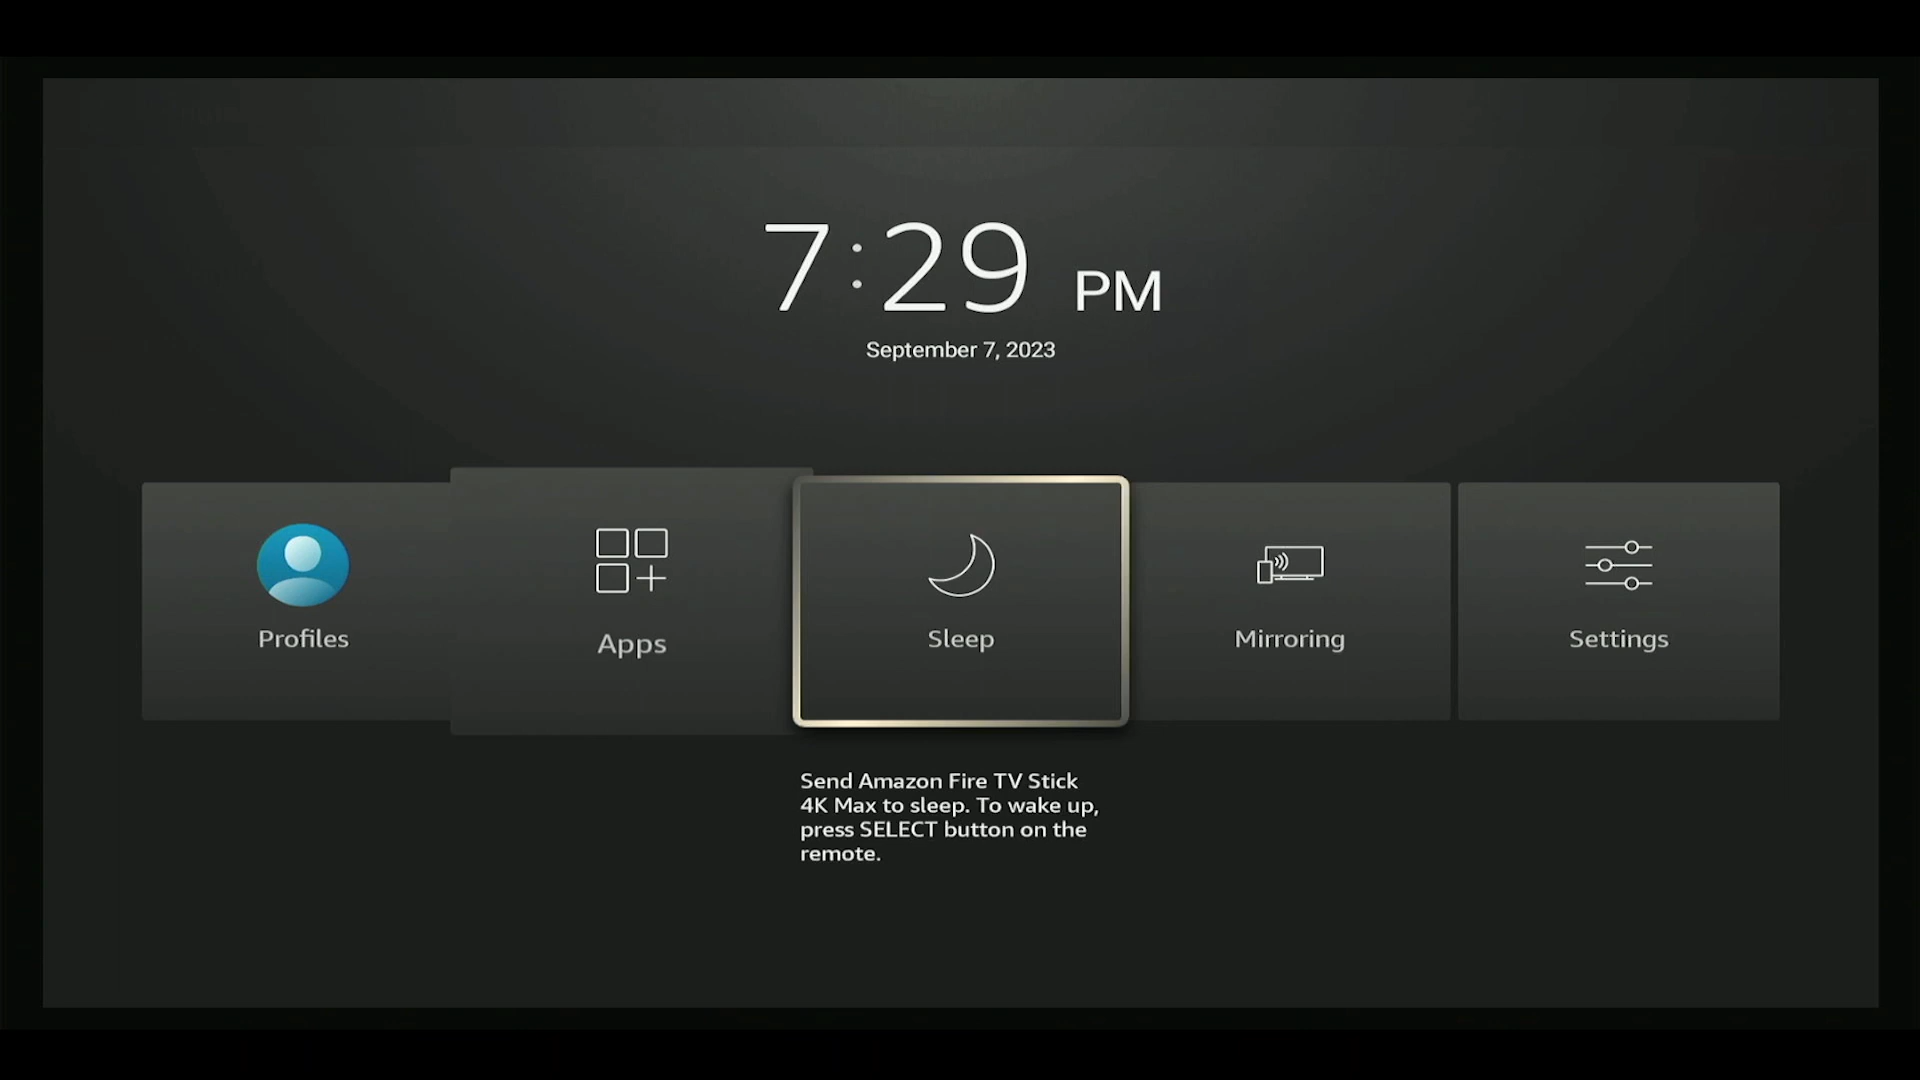 7:29 PM
September 7, 2023
Profiles
Apps
Sleep
Mirroring
Settings
Send Amazon Fire TV Stick
4K Max to sleep. To wake up,
press SELECT button on the
remote.